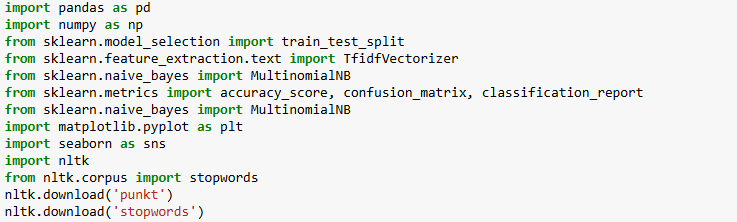 import pandas as pd
import numpy as np
from sklearn.model_selection import train_test_split
from sklearn.feature_extraction.text import TfidfVectorizer
from sklearn.naive_bayes import MultinomialNB
from sklearn.metrics import accuracy_score, confusion_matrix, classification_report
from sklearn.naive_bayes import MultinomialNB
import matplotlib.pyplot as plt
import seaborn as sns
import nltk
from nltk.corpus import stopwords
nltk.download('punkt')
nltk.download('stopwords')